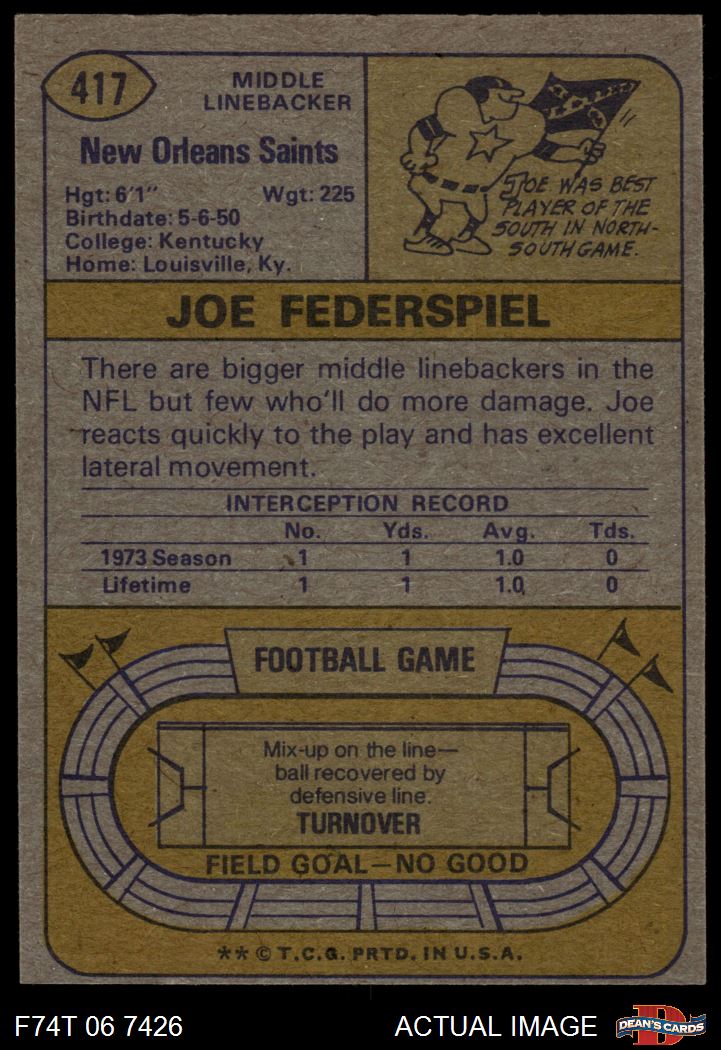 417
MIDDLE
LINEBACKER
New Orleans Saints
Hgt: 6'1" Wgt: 225
Birthdate: 5-6-50
College: Kentucky
Home: Louisville, Ky.
JOE WAS BEST
PLAYER OF THE
SOUTH IN NORTH-
SOUTH GAME.
JOE FEDERSPIEL
There are bigger middle linebackers in the
NFL but few who'll do more damage. Joe
reacts quickly to the play and has excellent
lateral movement.
INTERCEPTION RECORD
No. Yds. Avg. Tds.
1973 Season 1 1 1.0 0
Lifetime 1 1 1.0 0
FOOTBALL GAME
Mix-up on the line—
ball recovered by
defensive line.
TURNOVER
FIELD GOAL—NO GOOD
** © T.C.G. PRTD. IN U.S.A.
F74T 06 7426 ACTUAL IMAGE
D
DEAN'S CARDS